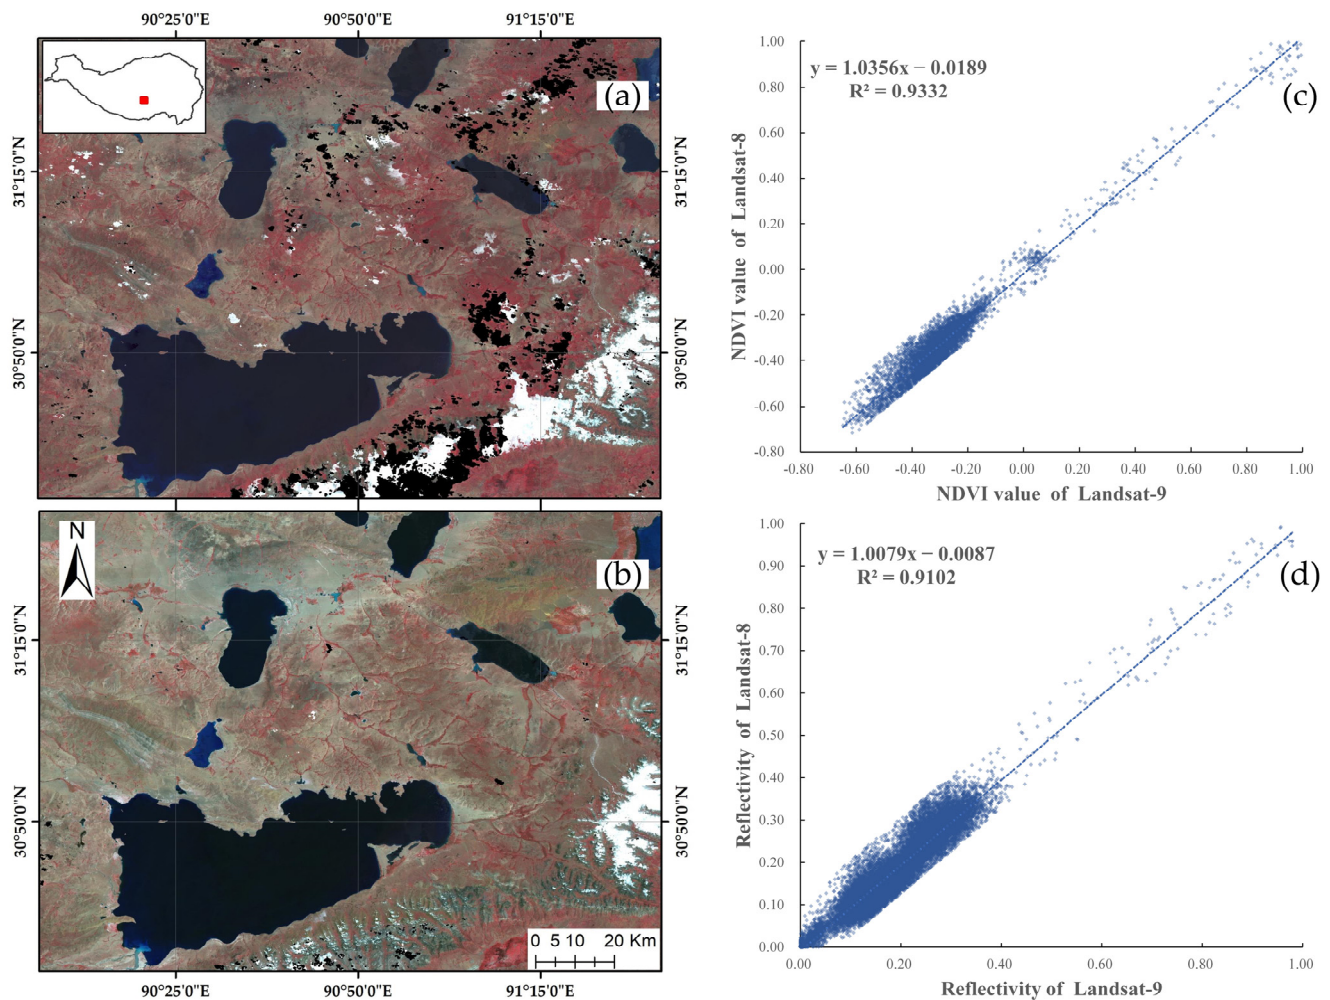 90°25'0"E 90°50'0"E 91°15'0"E
(a)
31°15'0"N 31°15'0"N
30°50'0"N 30°50'0"N
N
(b)
31°15'0"N 31°15'0"N
30°50'0"N 30°50'0"N
0 5 10 20 Km
90°25'0"E 90°50'0"E 91°15'0"E
y = 1.0356x − 0.0189
R² = 0.9332
(c)
NDVI value of Landsat-8
1.00
0.80
0.60
0.40
0.20
0.00
-0.20
-0.40
-0.60
-0.80
-0.80 -0.60 -0.40 -0.20 0.00 0.20 0.40 0.60 0.80 1.00
NDVI value of Landsat-9
y = 1.0079x − 0.0087
R² = 0.9102
(d)
Reflectivity of Landsat-8
1.00
0.90
0.80
0.70
0.60
0.50
0.40
0.30
0.20
0.10
0.00
0.00 0.20 0.40 0.60 0.80 1.00
Reflectivity of Landsat-9